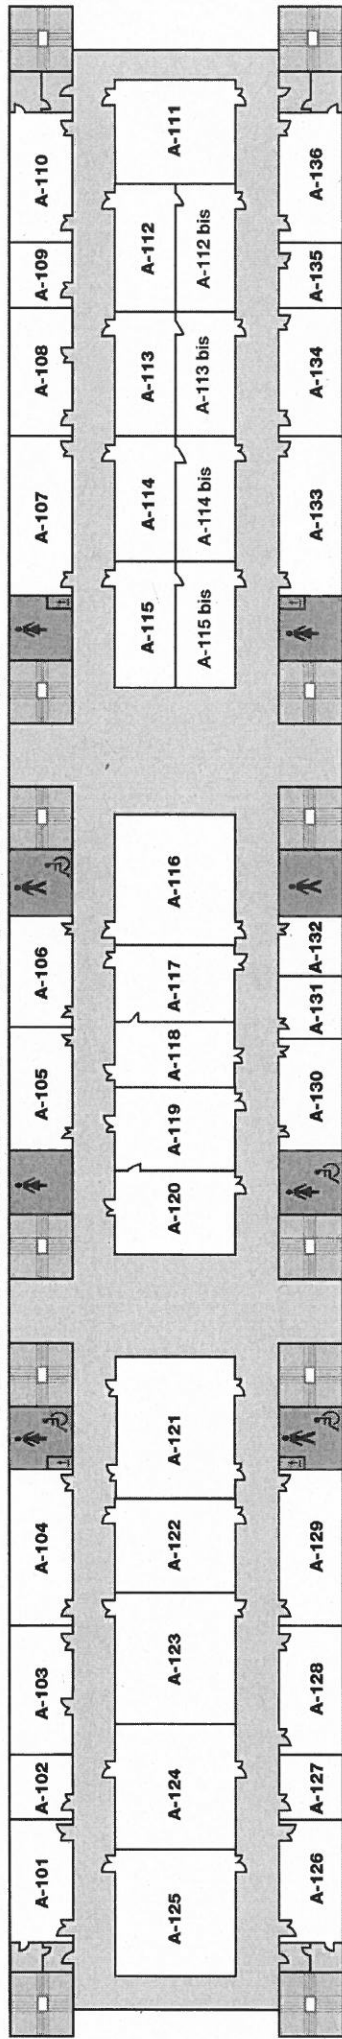 A-101
A-102
A-103
A-104
A-105
A-106
A-107
A-108
A-109
A-110
A-125
A-124
A-123
A-122
A-121
A-120
A-119
A-118
A-117
A-116
A-115
A-114
A-113
A-112
A-111
A-115 bis
A-114 bis
A-113 bis
A-112 bis
A-126
A-127
A-128
A-129
A-130
A-131
A-132
A-133
A-134
A-135
A-136